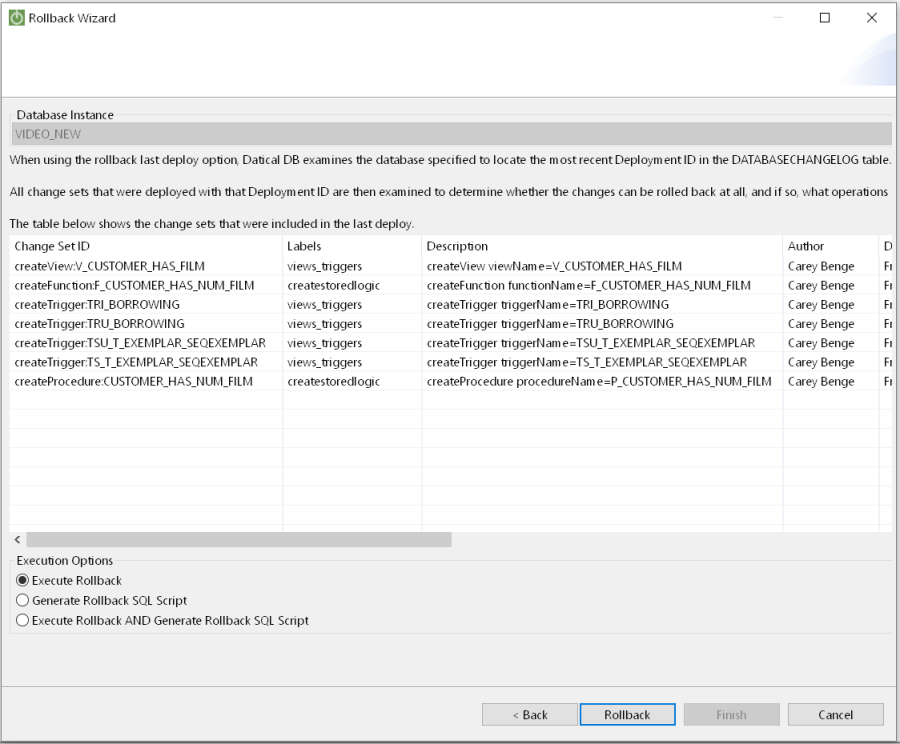 Rollback Wizard
Database Instance
VIDEO_NEW
When using the rollback last deploy option, Datical DB examines the database specified to locate the most recent Deployment ID in the DATABASECHANGELOG table.
All change sets that were deployed with that Deployment ID are then examined to determine whether the changes can be rolled back at all, and if so, what operations
The table below shows the change sets that were included in the last deploy.
Change Set ID Labels Description Author D
createView:V_CUSTOMER_HAS_FILM views_triggers createView viewName=V_CUSTOMER_HAS_FILM Carey Benge Fr
createFunction:F_CUSTOMER_HAS_NUM_FILM createstoredlogic createFunction functionName=F_CUSTOMER_HAS_NUM_FILM Carey Benge Fr
createTrigger:TRI_BORROWING views_triggers createTrigger triggerName=TRI_BORROWING Carey Benge Fr
createTrigger:TRU_BORROWING views_triggers createTrigger triggerName=TRU_BORROWING Carey Benge Fr
createTrigger:TSU_T_EXEMPLAR_SEQEXEMPLAR views_triggers createTrigger triggerName=TSU_T_EXEMPLAR_SEQEXEMPLAR Carey Benge Fr
createTrigger:TS_T_EXEMPLAR_SEQEXEMPLAR views_triggers createTrigger triggerName=TS_T_EXEMPLAR_SEQEXEMPLAR Carey Benge Fr
createProcedure:CUSTOMER_HAS_NUM_FILM createstoredlogic createProcedure procedureName=P_CUSTOMER_HAS_NUM_FILM Carey Benge Fr
Execution Options
Execute Rollback
Generate Rollback SQL Script
Execute Rollback AND Generate Rollback SQL Script
< Back Rollback Finish Cancel